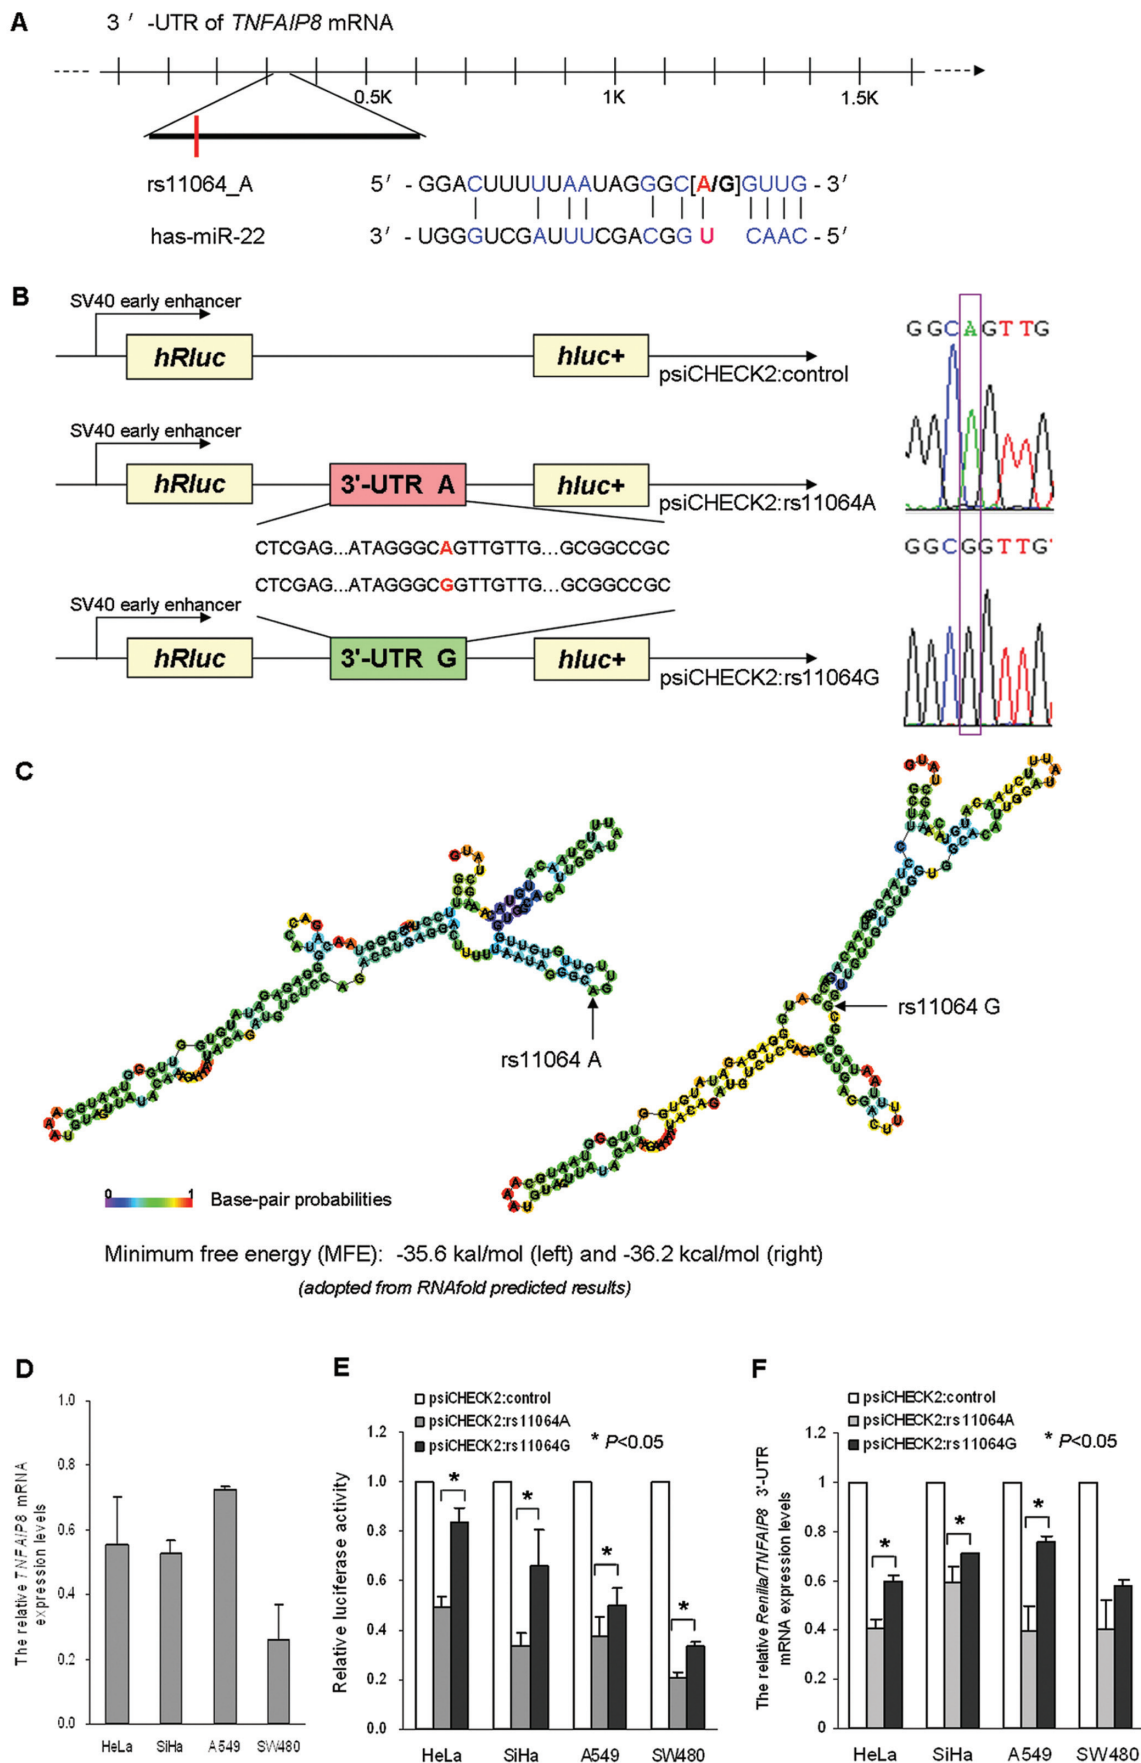 A
3 ′ -UTR of TNFAIP8 mRNA
0.5K 1K 1.5K
rs11064_A 5′ - GGACUUUUUAAUAGGGC[A/G]GUUG - 3′
has-miR-22 3′ - UGGGUCGAUUUCGACGG U CAAC - 5′
B
SV40 early enhancer
hRluc hluc+
psiCHECK2:control
G G C A G T T G
SV40 early enhancer
hRluc 3'-UTR A hluc+
psiCHECK2:rs11064A
CTCGAG...ATAGGGCAGTTGTTG...GCGGCCGC
CTCGAG...ATAGGGCGGTTGTTG...GCGGCCGC
G G C G G T T G
SV40 early enhancer
hRluc 3'-UTR G hluc+
psiCHECK2:rs11064G
C
rs11064 A
rs11064 G
0 1 Base-pair probabilities
Minimum free energy (MFE): -35.6 kal/mol (left) and -36.2 kcal/mol (right)
(adopted from RNAfold predicted results)
D
The relative TNFAIP8 mRNA
expression levels
1.0
0.8
0.6
0.4
0.2
0.0
HeLa SiHa A549 SW480
E
psiCHECK2:control
psiCHECK2:rs11064A
psiCHECK2:rs11064G
* P<0.05
Relative luciferase activity
1.2
1.0
0.8
0.6
0.4
0.2
0.0
* * * *
HeLa SiHa A549 SW480
F
psiCHECK2:control
psiCHECK2:rs11064A
psiCHECK2:rs11064G
* P<0.05
The relative Renilla/TNFAIP8 3'-UTR
mRNA expression levels
1.2
1
0.8
0.6
0.4
0.2
0
* * *
HeLa SiHa A549 SW480